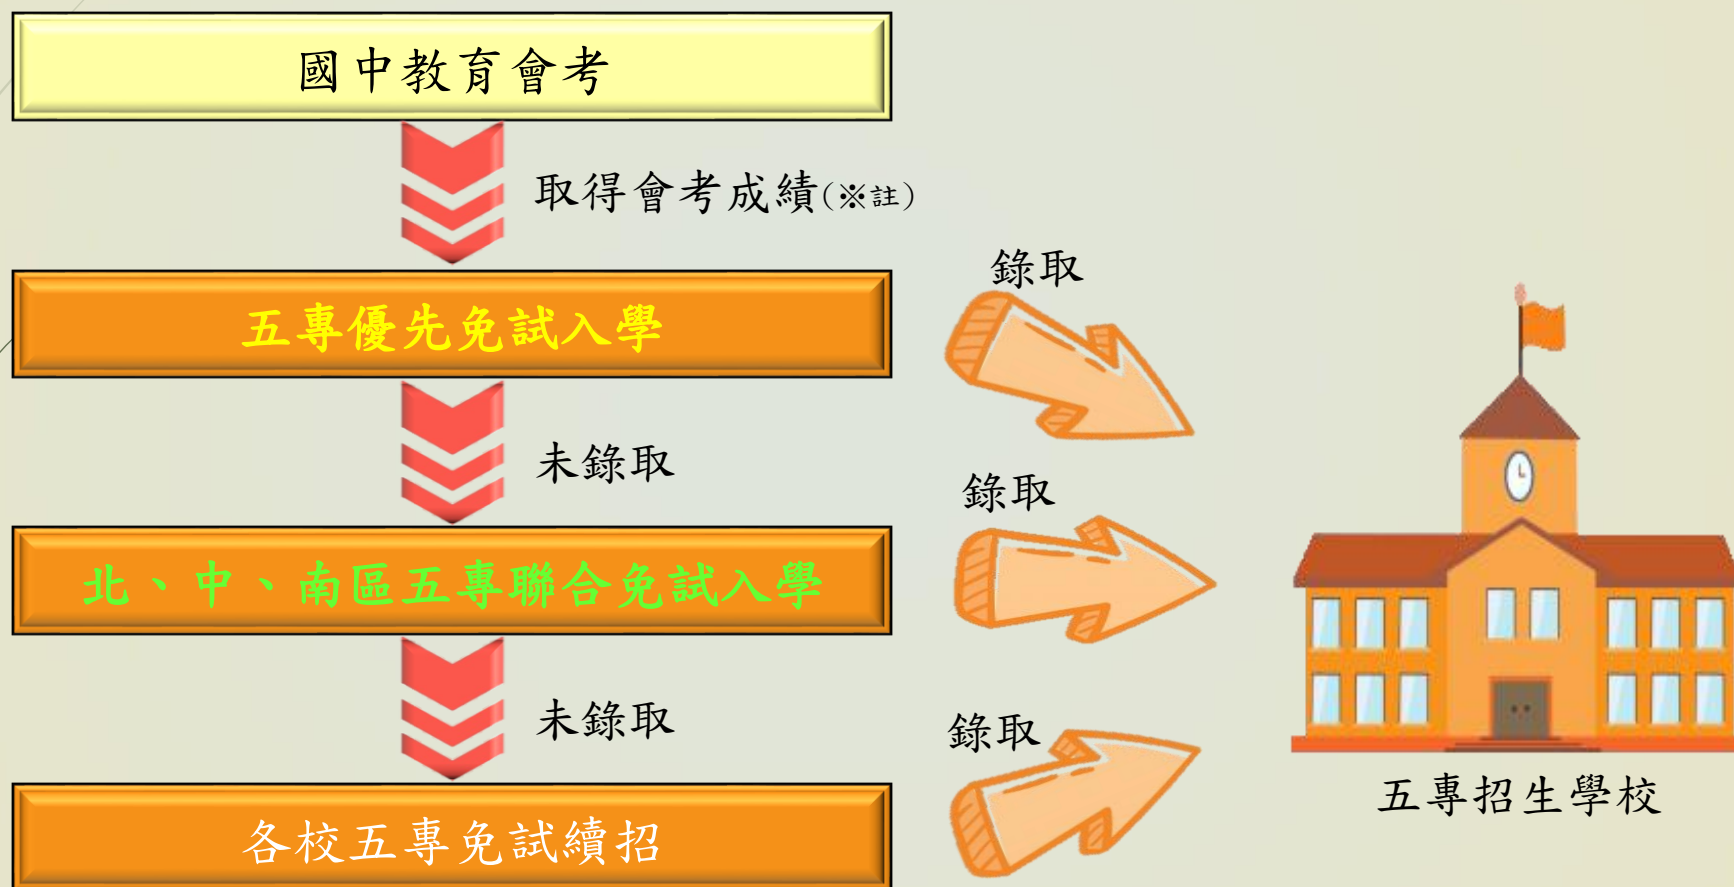 國中教育會考
取得會考成績(※註)
錄取
五專優先免試入學
未錄取
錄取
北、中、南區五專聯合免試入學
未錄取
錄取
五專招生學校
各校五專免試續招